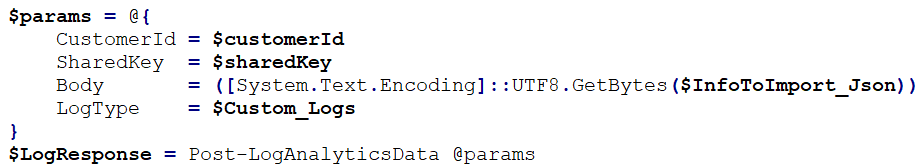 $params = @{
    CustomerId = $customerId
    SharedKey  = $sharedKey
    Body       = ([System.Text.Encoding]::UTF8.GetBytes($InfoToImport_Json))
    LogType    = $Custom_Logs
}
$LogResponse = Post-LogAnalyticsData @params